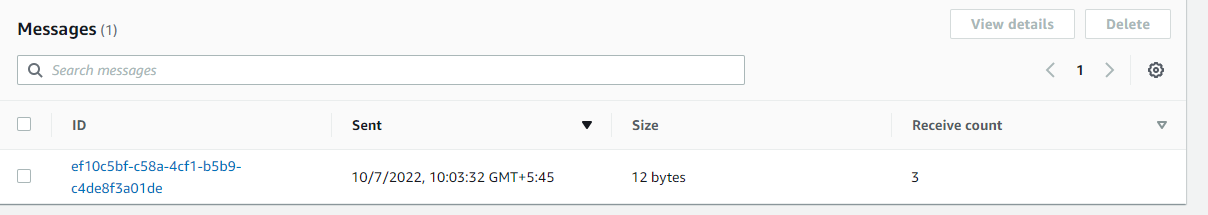 Messages (1)
View details
Delete
Search messages
1
ID
Sent
Size
Receive count
ef10c5bf-c58a-4cf1-b5b9-
c4de8f3a01de
10/7/2022, 10:03:32 GMT+5:45
12 bytes
3